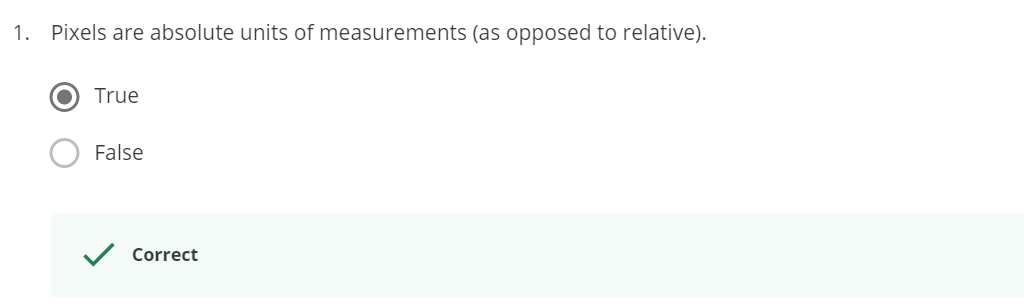 1. Pixels are absolute units of measurements (as opposed to relative).
True
False
Correct